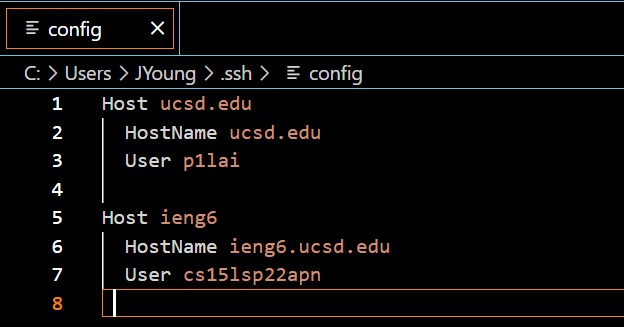 config
C: > Users > JYoung > .ssh > config
1 Host ucsd.edu
2 HostName ucsd.edu
3 User p1lai
4
5 Host ieng6
6 HostName ieng6.ucsd.edu
7 User cs15lsp22apn
8